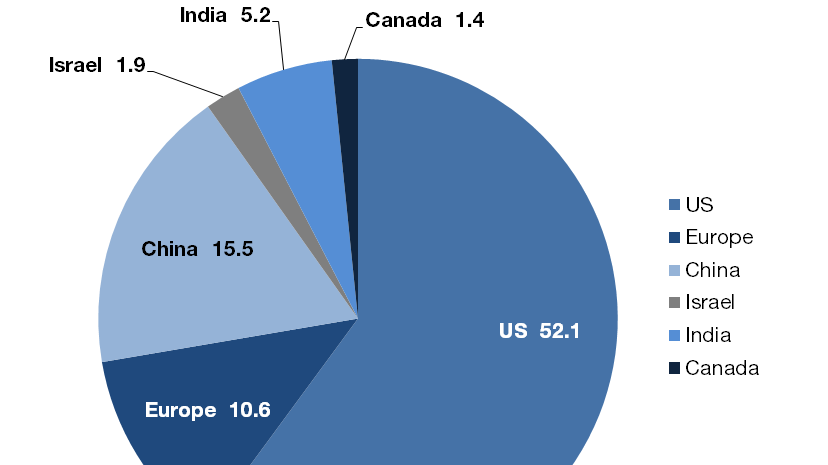 India 5.2
Canada 1.4
Israel 1.9
China 15.5
US 52.1
Europe 10.6
US
Europe
China
Israel
India
Canada